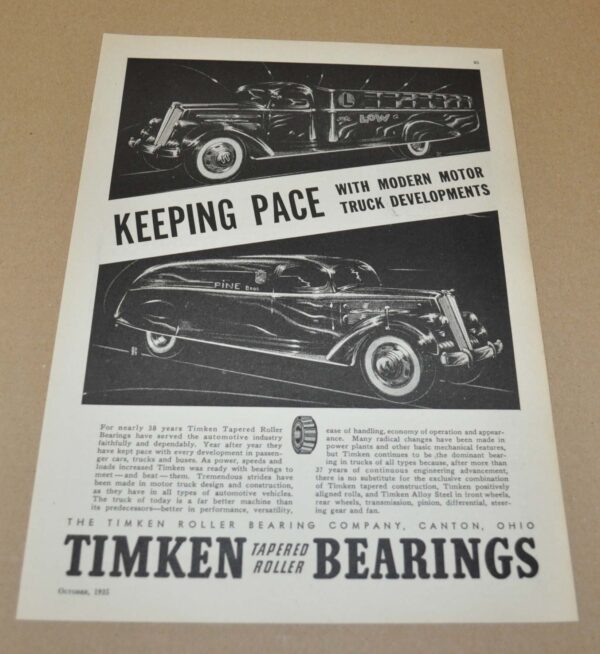 L
LOW
KEEPING PACE
WITH MODERN MOTOR
TRUCK DEVELOPMENTS
PINE Bros
For nearly 38 years Timken Tapered Roller
Bearings have served the automotive industry
faithfully and dependably. Year after year they
have kept pace with every development in passen-
ger cars, trucks and buses. As power, speeds and
loads increased Timken was ready with bearings to
meet—and beat—them. Tremendous strides have
been made in motor truck design and construction,
as they have in all types of automotive vehicles.
The truck of today is a far better machine than
its predecessors—better in performance, versatility,
ease of handling, economy of operation and appear-
ance. Many radical changes have been made in
power plants and other basic mechanical features,
but Timken continues to be the dominant bear-
ing in trucks of all types because, after more than
37 years of continuous engineering advancement,
there is no substitute for the exclusive combination
of Timken tapered construction, Timken positively
aligned rolls, and Timken Alloy Steel in front wheels,
rear wheels, transmission, pinion, differential, steer-
ing gear and fan.
THE TIMKEN ROLLER BEARING COMPANY, CANTON, OHIO
TIMKEN TAPERED ROLLER BEARINGS
October, 1935